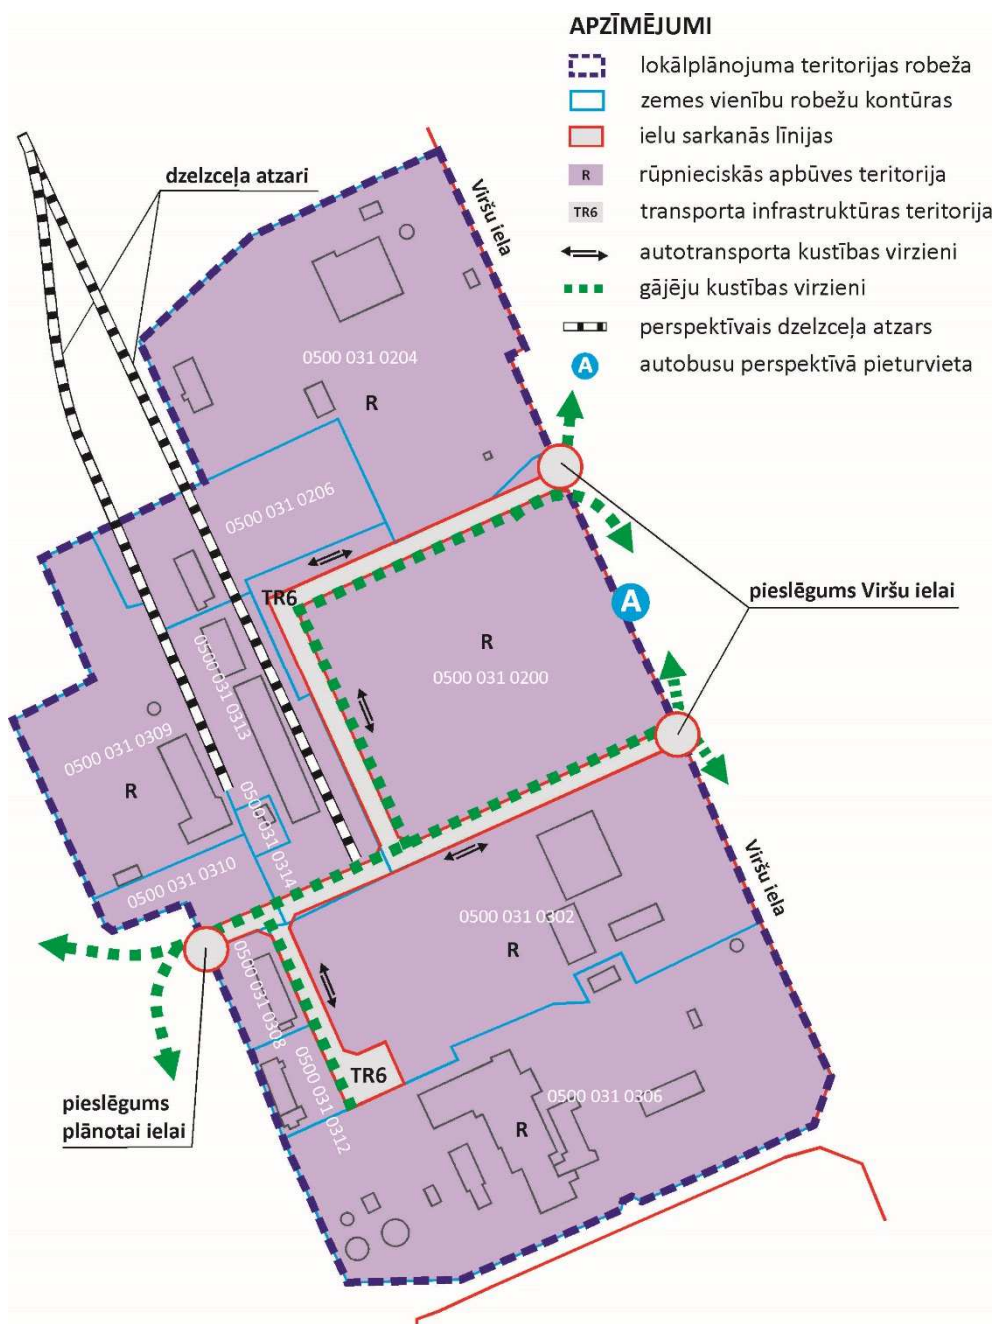 APZĪMĒJUMI
lokālplānojuma teritorijas robeža
zemes vienību robežu kontūras
ielu sarkanās līnijas
R rūpnieciskās apbūves teritorija
TR6 transporta infrastruktūras teritorija
autotransporta kustības virzieni
gājēju kustības virzieni
perspektīvais dzelzceļa atzars
A autobusu perspektīvā pieturvieta
dzelzceļa atzari
Viršu iela
0500 031 0204
R
0500 031 0206
TR6
A
pieslēgums Viršu ielai
R
0500 031 0200
0500 031 0313
0500 031 0309
R
0500 031 0314
0500 031 0310
Viršu iela
0500 031 0302
R
0500 031 0308
0500 031 0312
TR6
0500 031 0306
R
pieslēgums
plānotai ielai